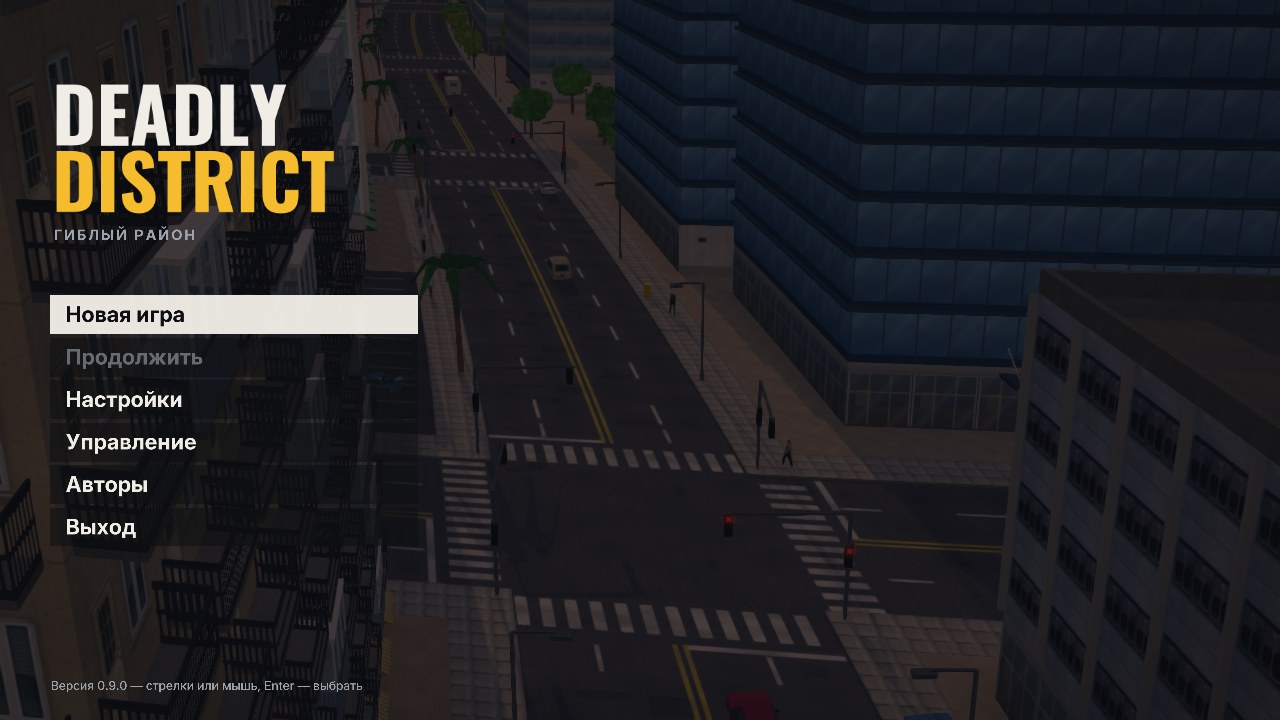 DEADLY
DISTRICT
ГИБЛЫЙ РАЙОН
Новая игра
Продолжить
Настройки
Управление
Авторы
Выход
Версия 0.9.0 — стрелки или мышь, Enter — выбрать